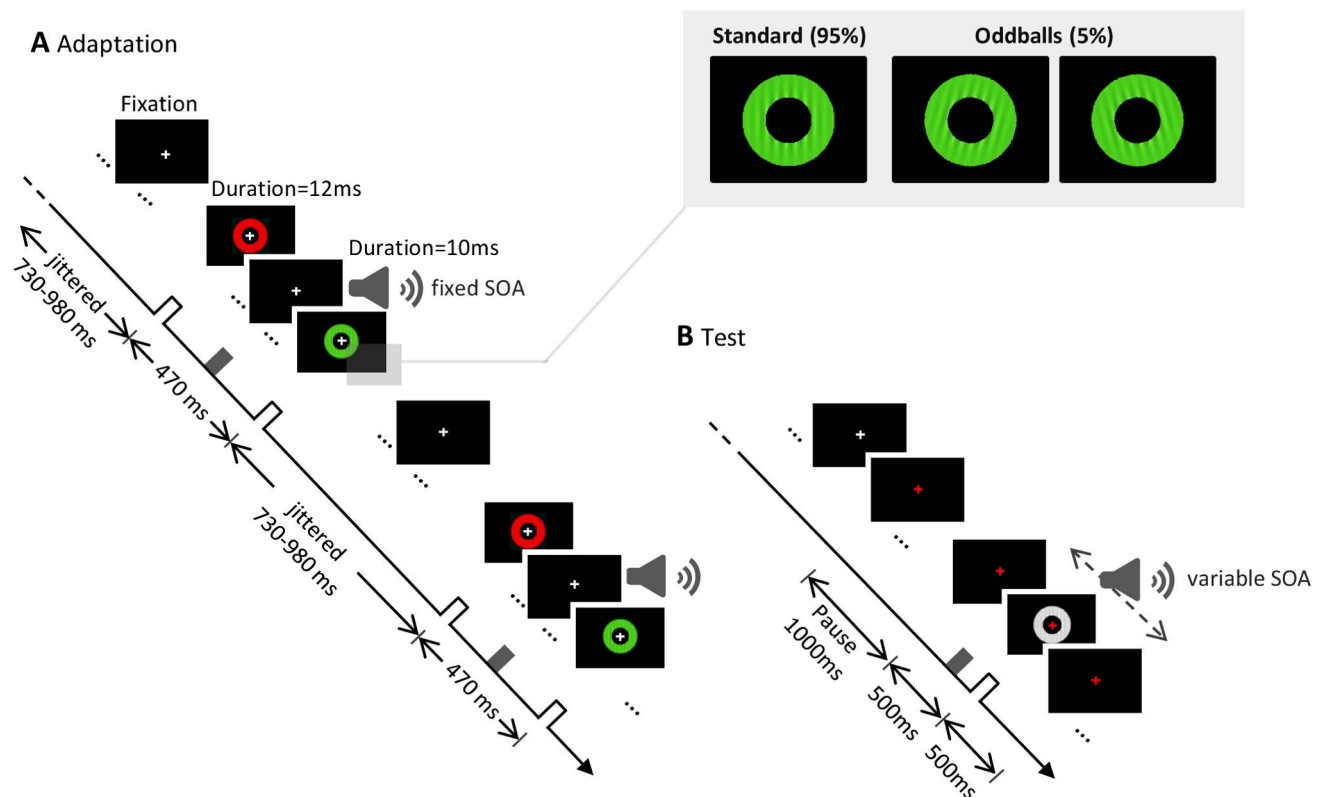 A Adaptation
Fixation
Duration=12ms
Duration=10ms
fixed SOA
jittered
730-980 ms
470 ms
jittered
730-980 ms
470 ms
Standard (95%)
Oddballs (5%)
B Test
variable SOA
Pause
1000ms
500ms
500ms